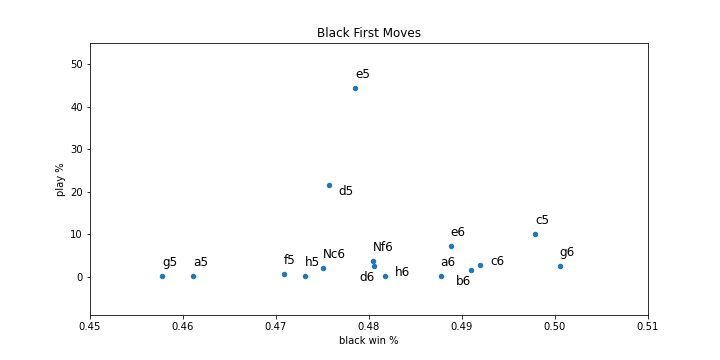 Black First Moves
50
40
30
20
10
0
play %
e5
d5
c5
e6
Nf6
g6
Nc6
f5
h5
g5
a5
d6
h6
a6
b6
c6
0.45
0.46
0.47
0.48
0.49
0.50
0.51
black win %